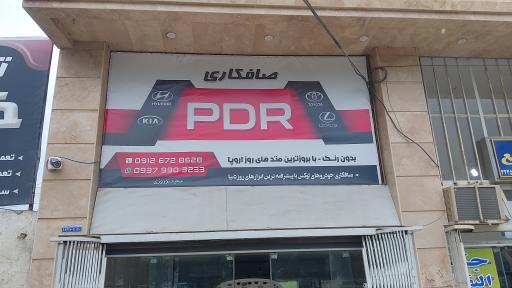 صافکاری
PDR
HYUNDAI
KIA
TOYOTA
LEXUS
بدون رنگ - با بروزترین متد های روز اروپا
صافکاری خودروهای لوکس با پیشرفته ترین ابزارهای روز دنیا
0912 672 8628
0937 990 3233